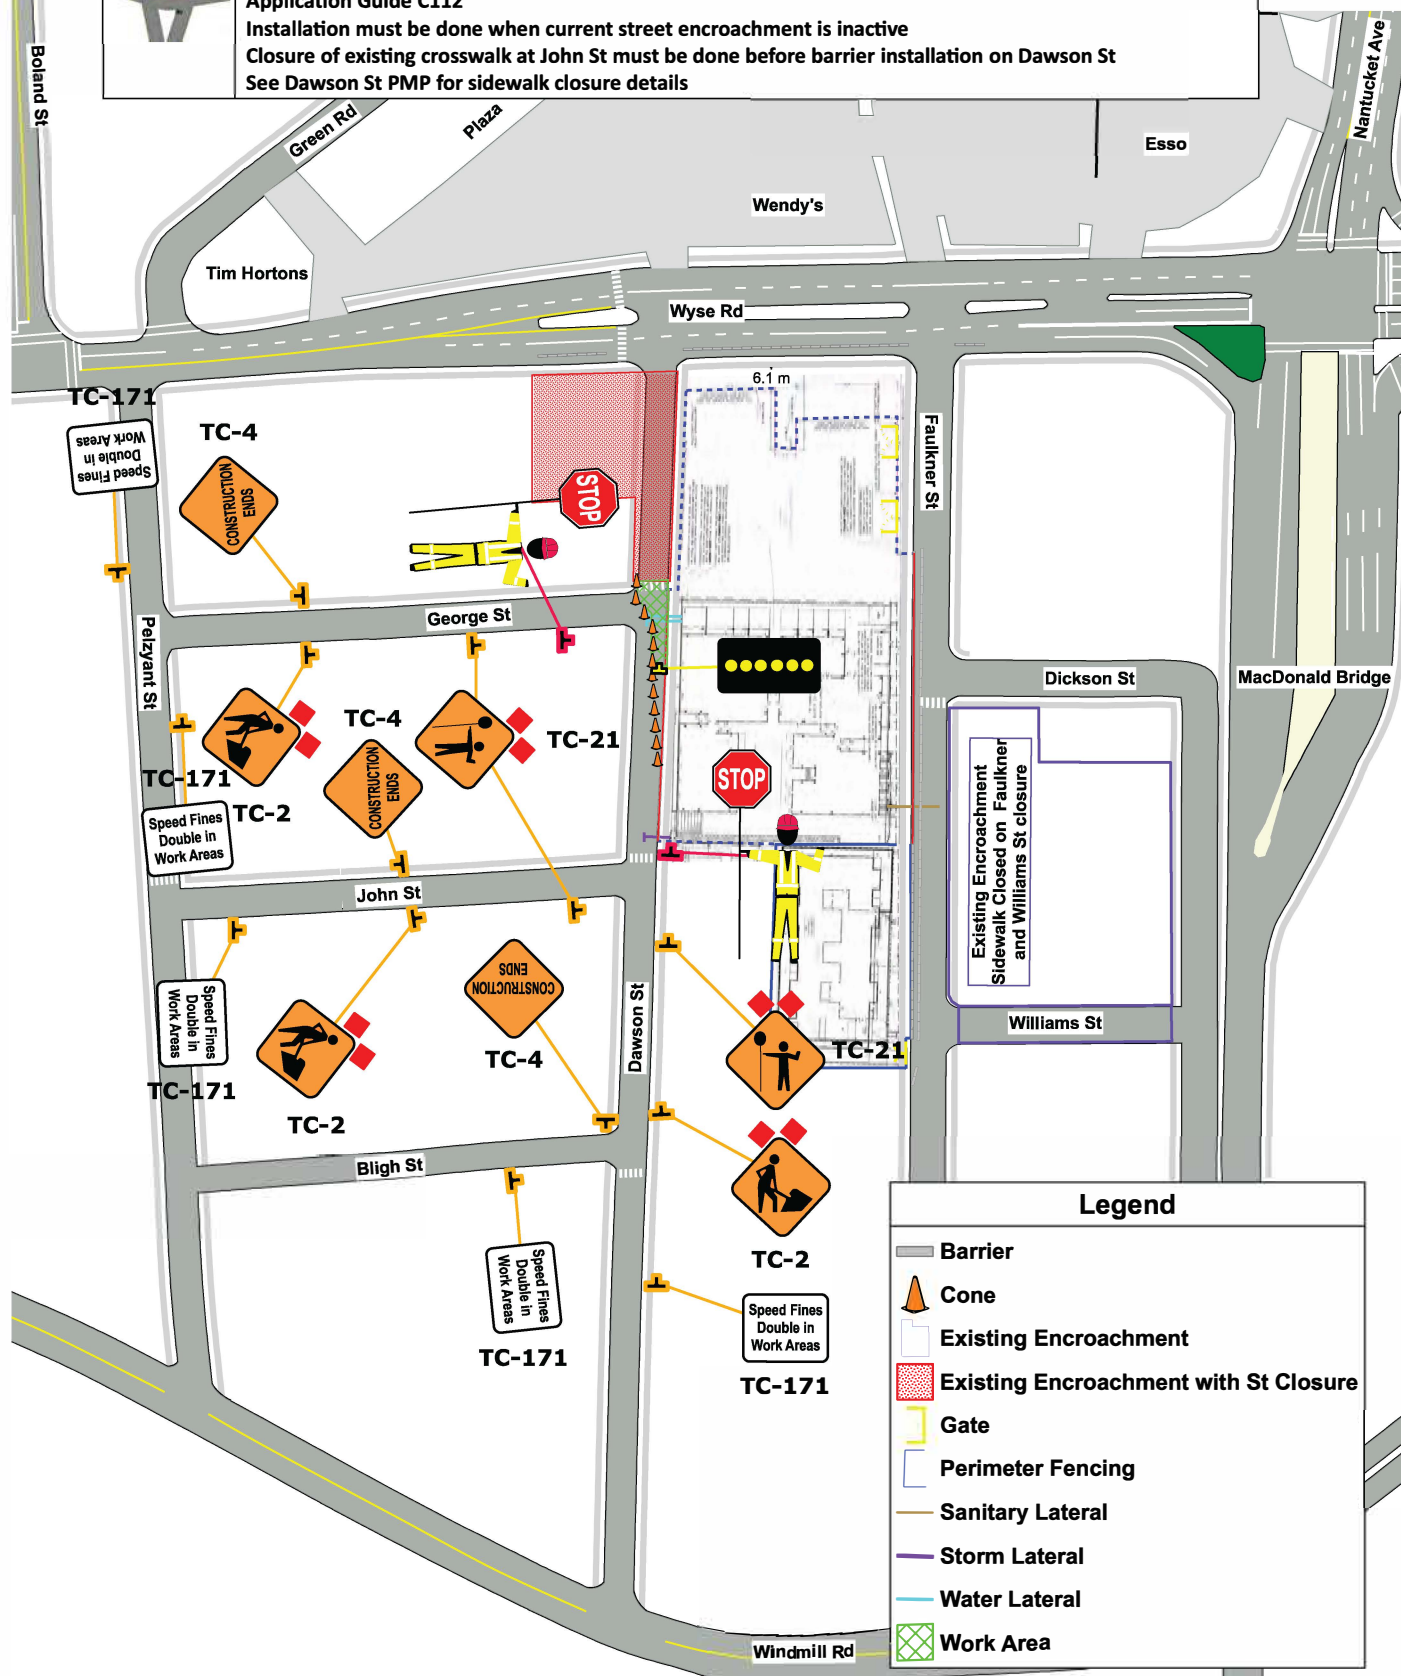 Application Guide C112
Installation must be done when current street encroachment is inactive
Closure of existing crosswalk at John St must be done before barrier installation on Dawson St
See Dawson St PMP for sidewalk closure details
Boland St
Green Rd
Plaza
Nantucket Ave
Esso
Wendy's
Tim Hortons
Wyse Rd
6.1 m
TC-171
Speed Fines
Double in
Work Areas
TC-4
CONSTRUCTION
ENDS
STOP
Faulkner St
George St
Pelzyant St
Dickson St
MacDonald Bridge
TC-4
CONSTRUCTION
ENDS
TC-21
TC-171
Speed Fines
Double in
Work Areas
TC-2
STOP
Existing Encroachment
Sidewalk Closed on Faulkner
and Williams St closure
John St
Speed Fines
Double in
Work Areas
TC-171
TC-2
CONSTRUCTION
ENDS
TC-4
Dawson St
TC-21
Williams St
Bligh St
TC-2
Speed Fines
Double in
Work Areas
TC-171
Speed Fines
Double in
Work Areas
TC-171
Windmill Rd
Legend
Barrier
Cone
Existing Encroachment
Existing Encroachment with St Closure
Gate
Perimeter Fencing
Sanitary Lateral
Storm Lateral
Water Lateral
Work Area